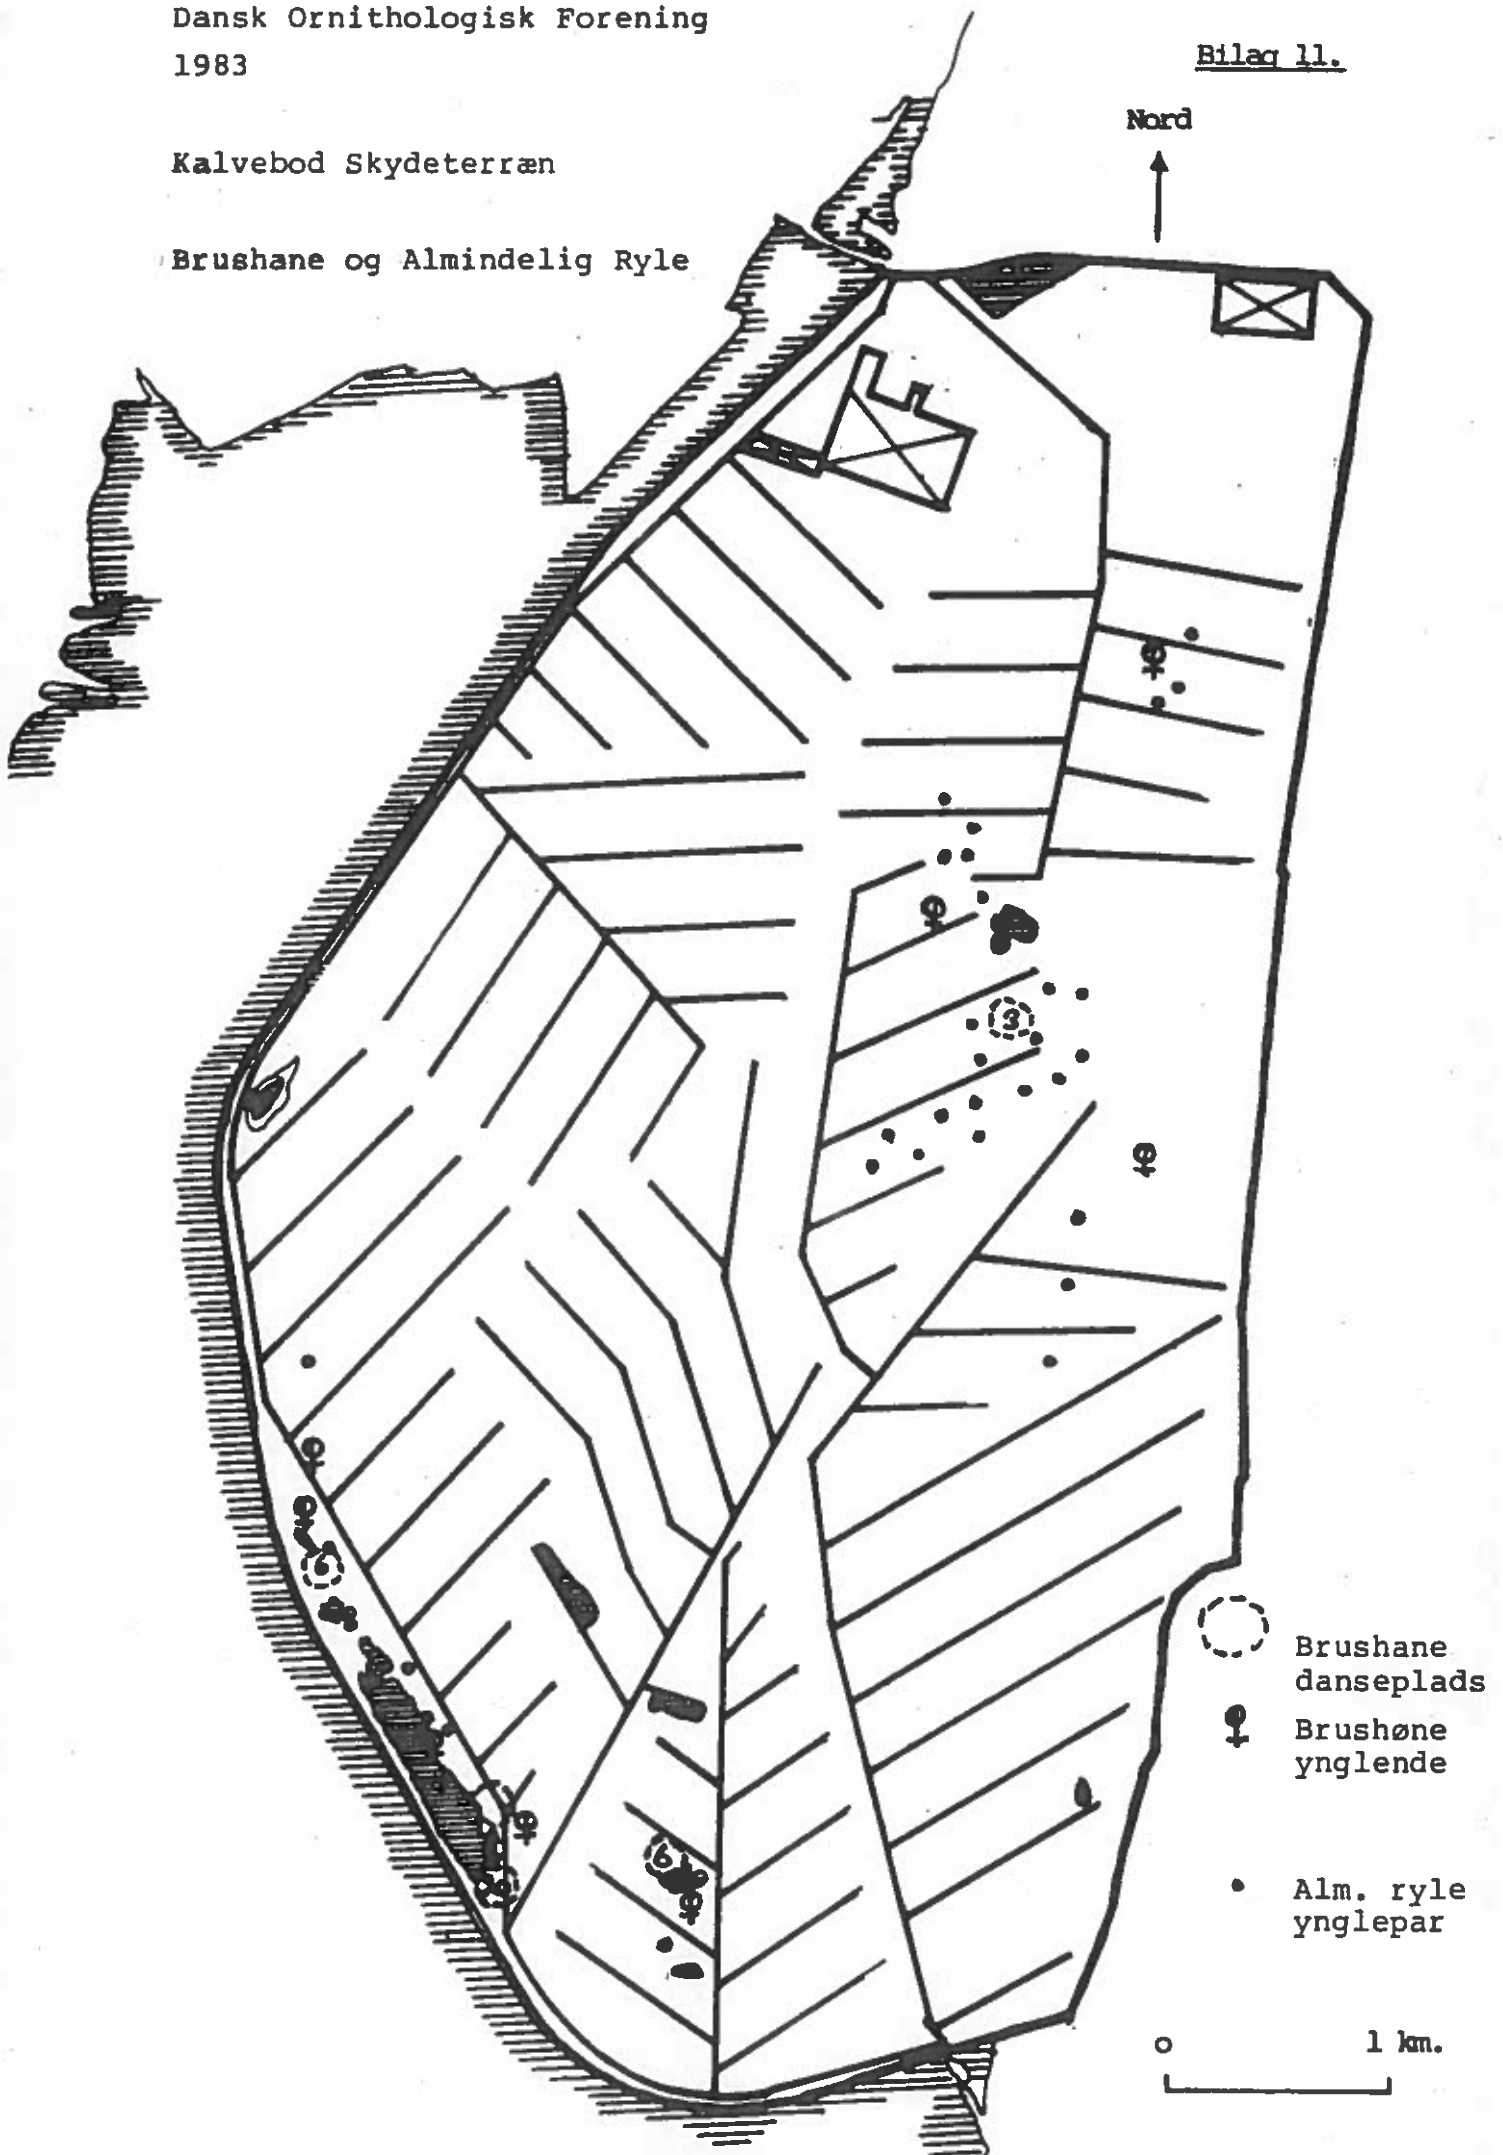 Dansk Ornithologisk Forening
1983
Bilag 11.
Nord
Kalvebod Skydeterræn
Brushane og Almindelig Ryle
3
6
6
Brushane
danseplads
Brushøne
ynglende
Alm. ryle
ynglepar
0 1 km.